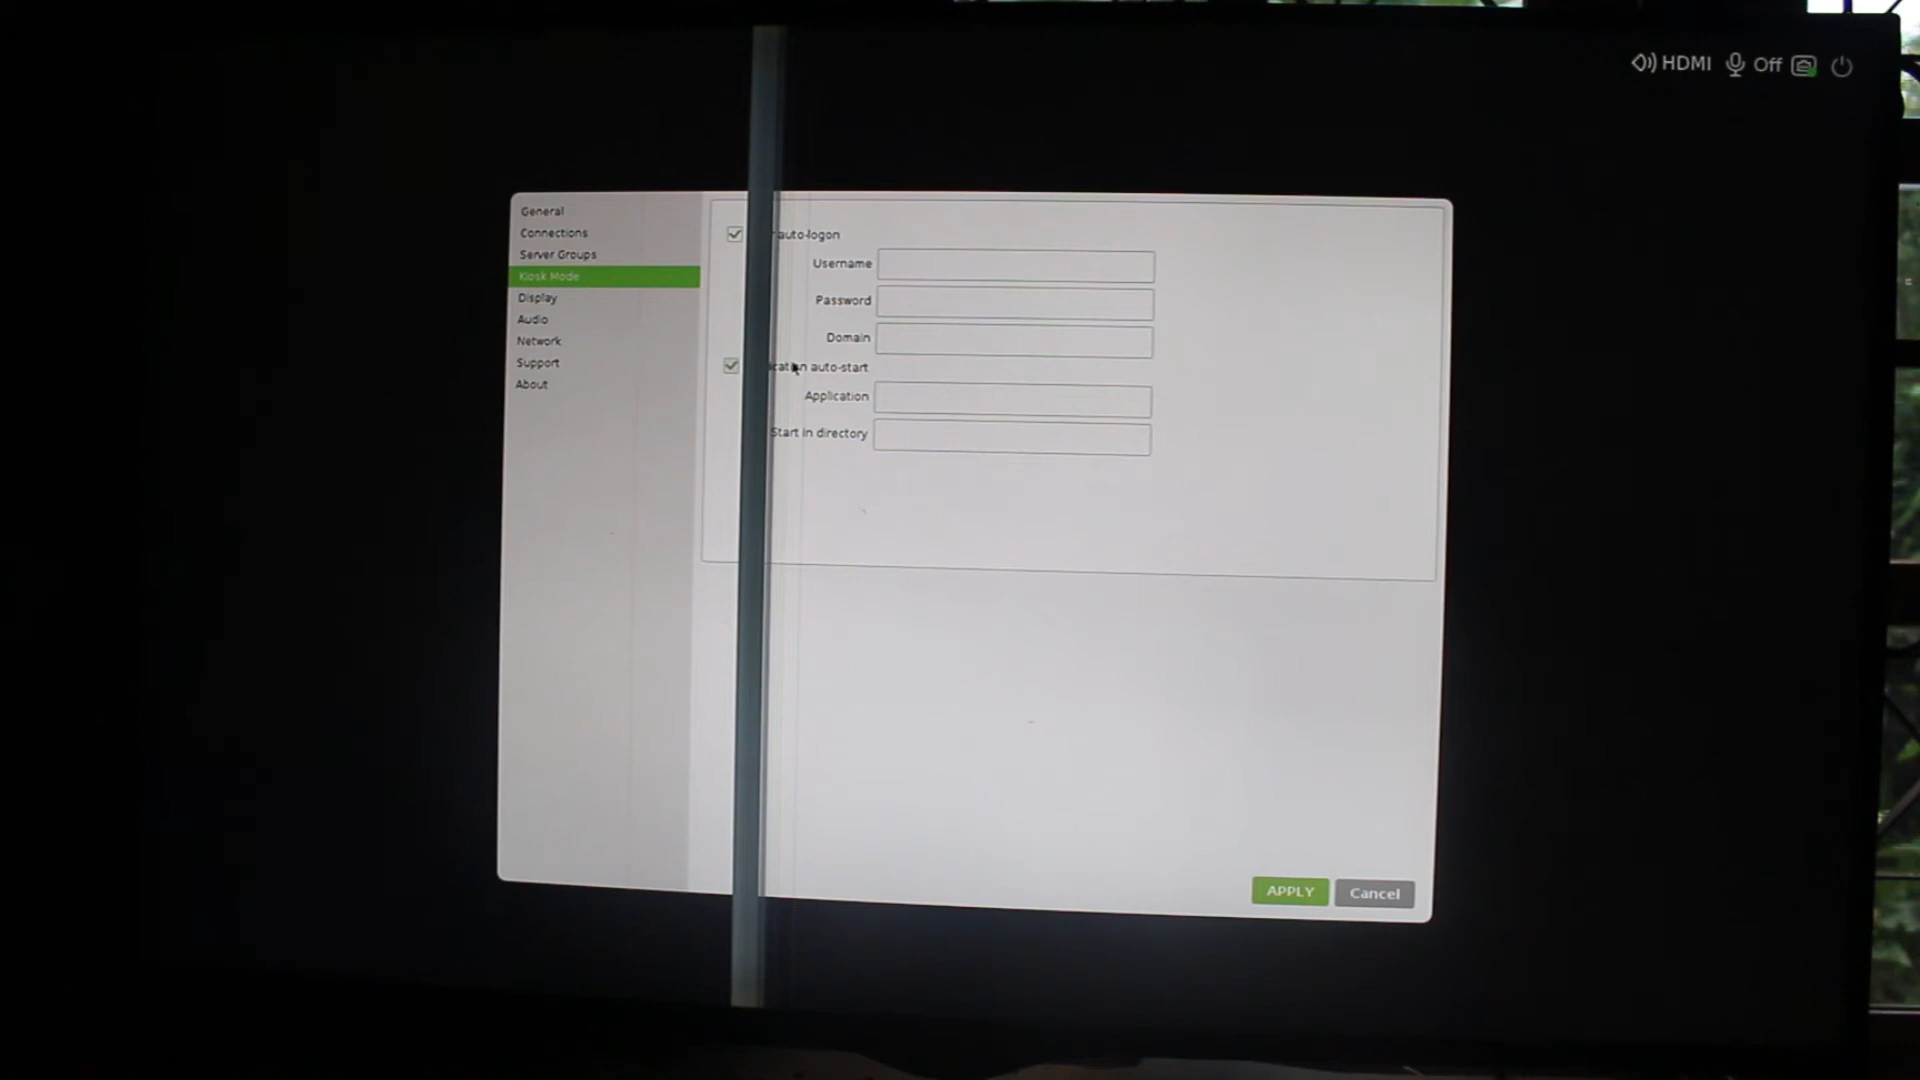 HDMI Off
General
Connections
Server Groups
Kiosk Mode
Display
Audio
Network
Support
About
auto-logon
Username
Password
Domain
auto-start
Application
Start in directory
APPLY Cancel